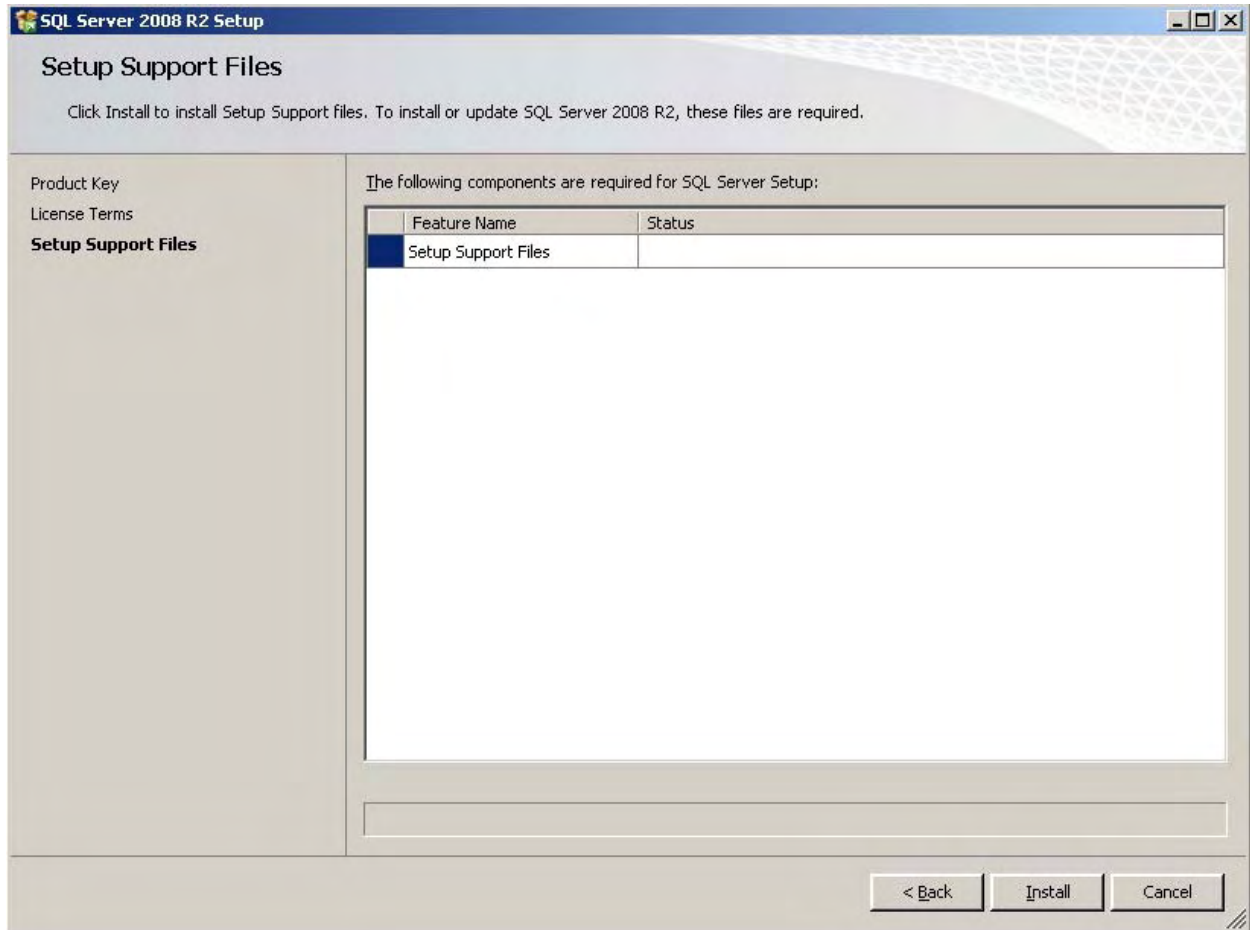 SQL Server 2008 R2 Setup
Setup Support Files
Click Install to install Setup Support files. To install or update SQL Server 2008 R2, these files are required.
Product Key
License Terms
Setup Support Files
The following components are required for SQL Server Setup:
Feature Name Status
Setup Support Files
< Back Install Cancel